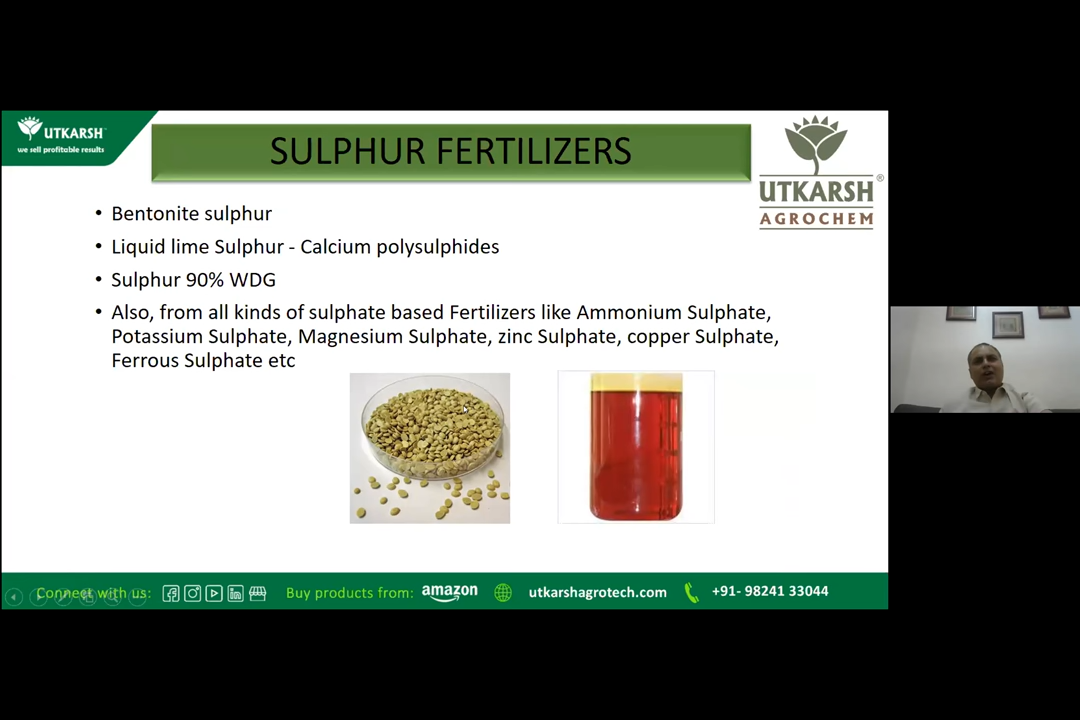 UTKARSH
we sell profitable results
SULPHUR FERTILIZERS
UTKARSH®
AGROCHEM
• Bentonite sulphur
• Liquid lime Sulphur - Calcium polysulphides
• Sulphur 90% WDG
• Also, from all kinds of sulphate based Fertilizers like Ammonium Sulphate,
Potassium Sulphate, Magnesium Sulphate, zinc Sulphate, copper Sulphate,
Ferrous Sulphate etc
Connect with us: Buy products from: amazon utkarshagrotech.com +91- 98241 33044